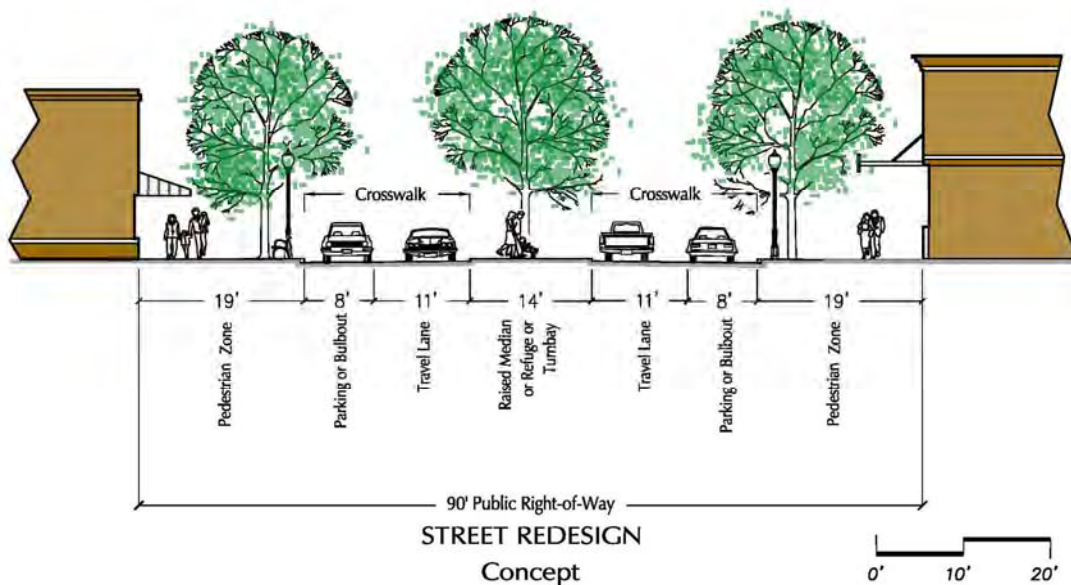 Crosswalk
Crosswalk
19'
8'
11'
14'
11'
8'
19'
Pedestrian Zone
Parking or Bulbout
Travel Lane
Raised Median
or Refuge or
Turnbay
Travel Lane
Parking or Bulbout
Pedestrian Zone
90' Public Right-of-Way
STREET REDESIGN
Concept
0' 10' 20'